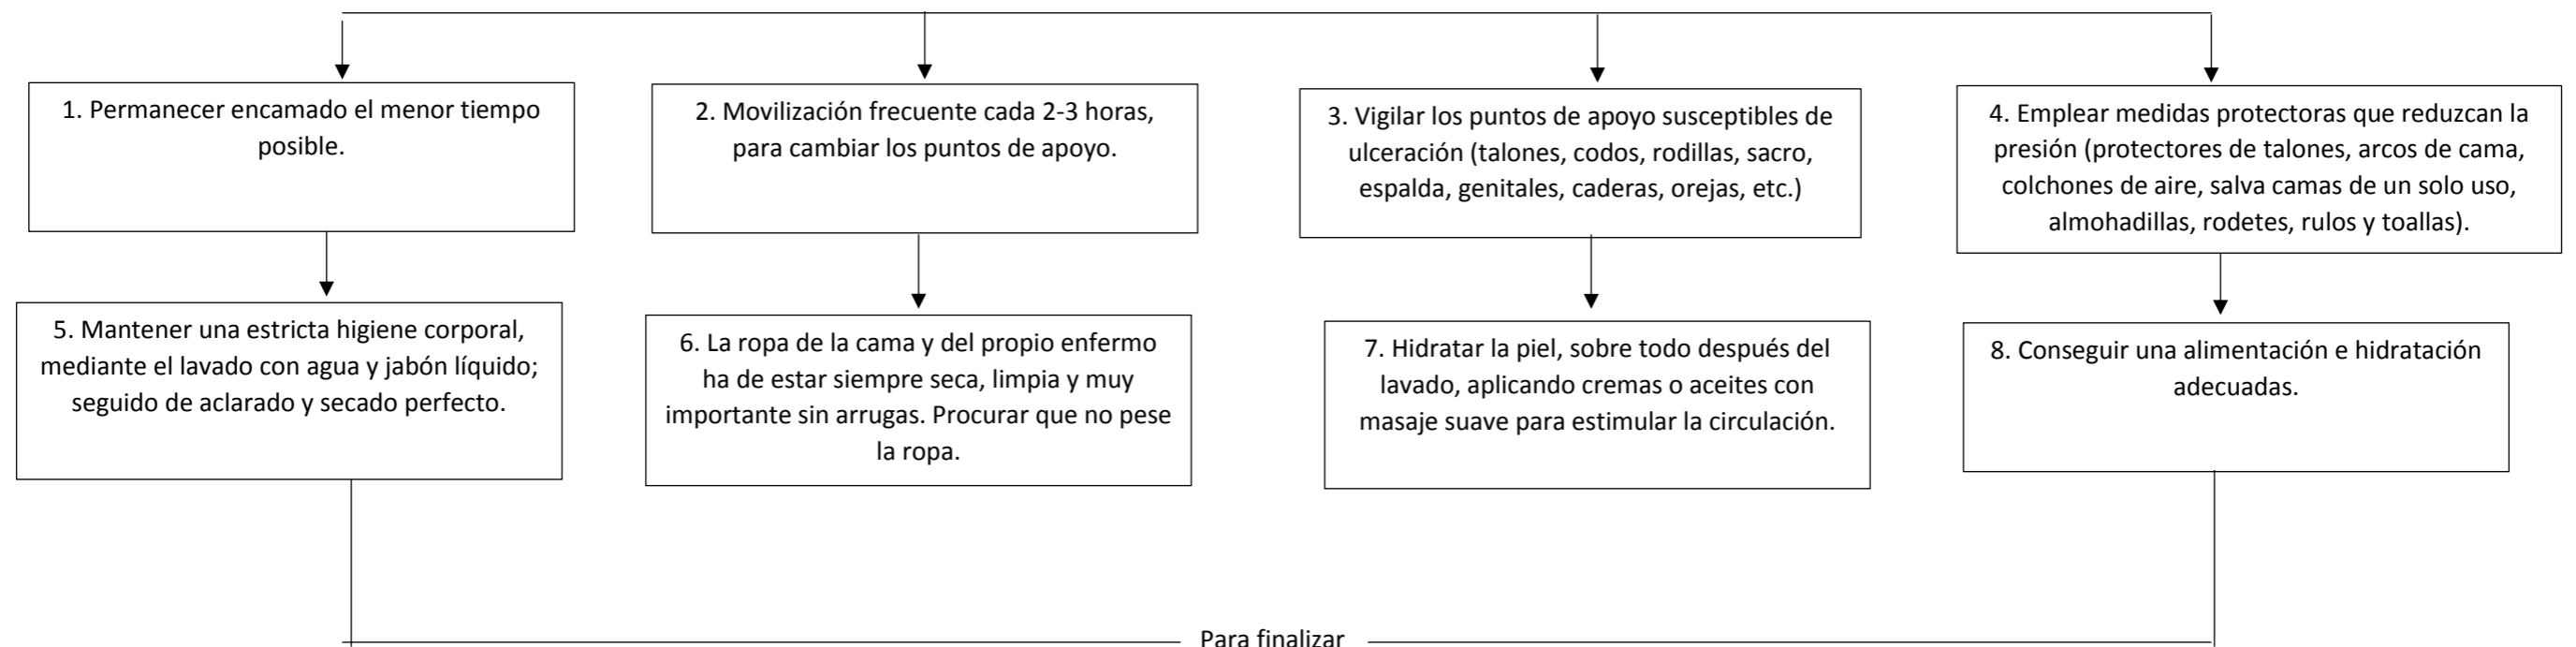 1. Permanecer encamado el menor tiempo
posible.
2. Movilización frecuente cada 2-3 horas,
para cambiar los puntos de apoyo.
3. Vigilar los puntos de apoyo susceptibles de
ulceración (talones, codos, rodillas, sacro,
espalda, genitales, caderas, orejas, etc.)
4. Emplear medidas protectoras que reduzcan la
presión (protectores de talones, arcos de cama,
colchones de aire, salva camas de un solo uso,
almohadillas, rodetes, rulos y toallas).
5. Mantener una estricta higiene corporal,
mediante el lavado con agua y jabón líquido;
seguido de aclarado y secado perfecto.
6. La ropa de la cama y del propio enfermo
ha de estar siempre seca, limpia y muy
importante sin arrugas. Procurar que no pese
la ropa.
7. Hidratar la piel, sobre todo después del
lavado, aplicando cremas o aceites con
masaje suave para estimular la circulación.
8. Conseguir una alimentación e hidratación
adecuadas.
Para finalizar